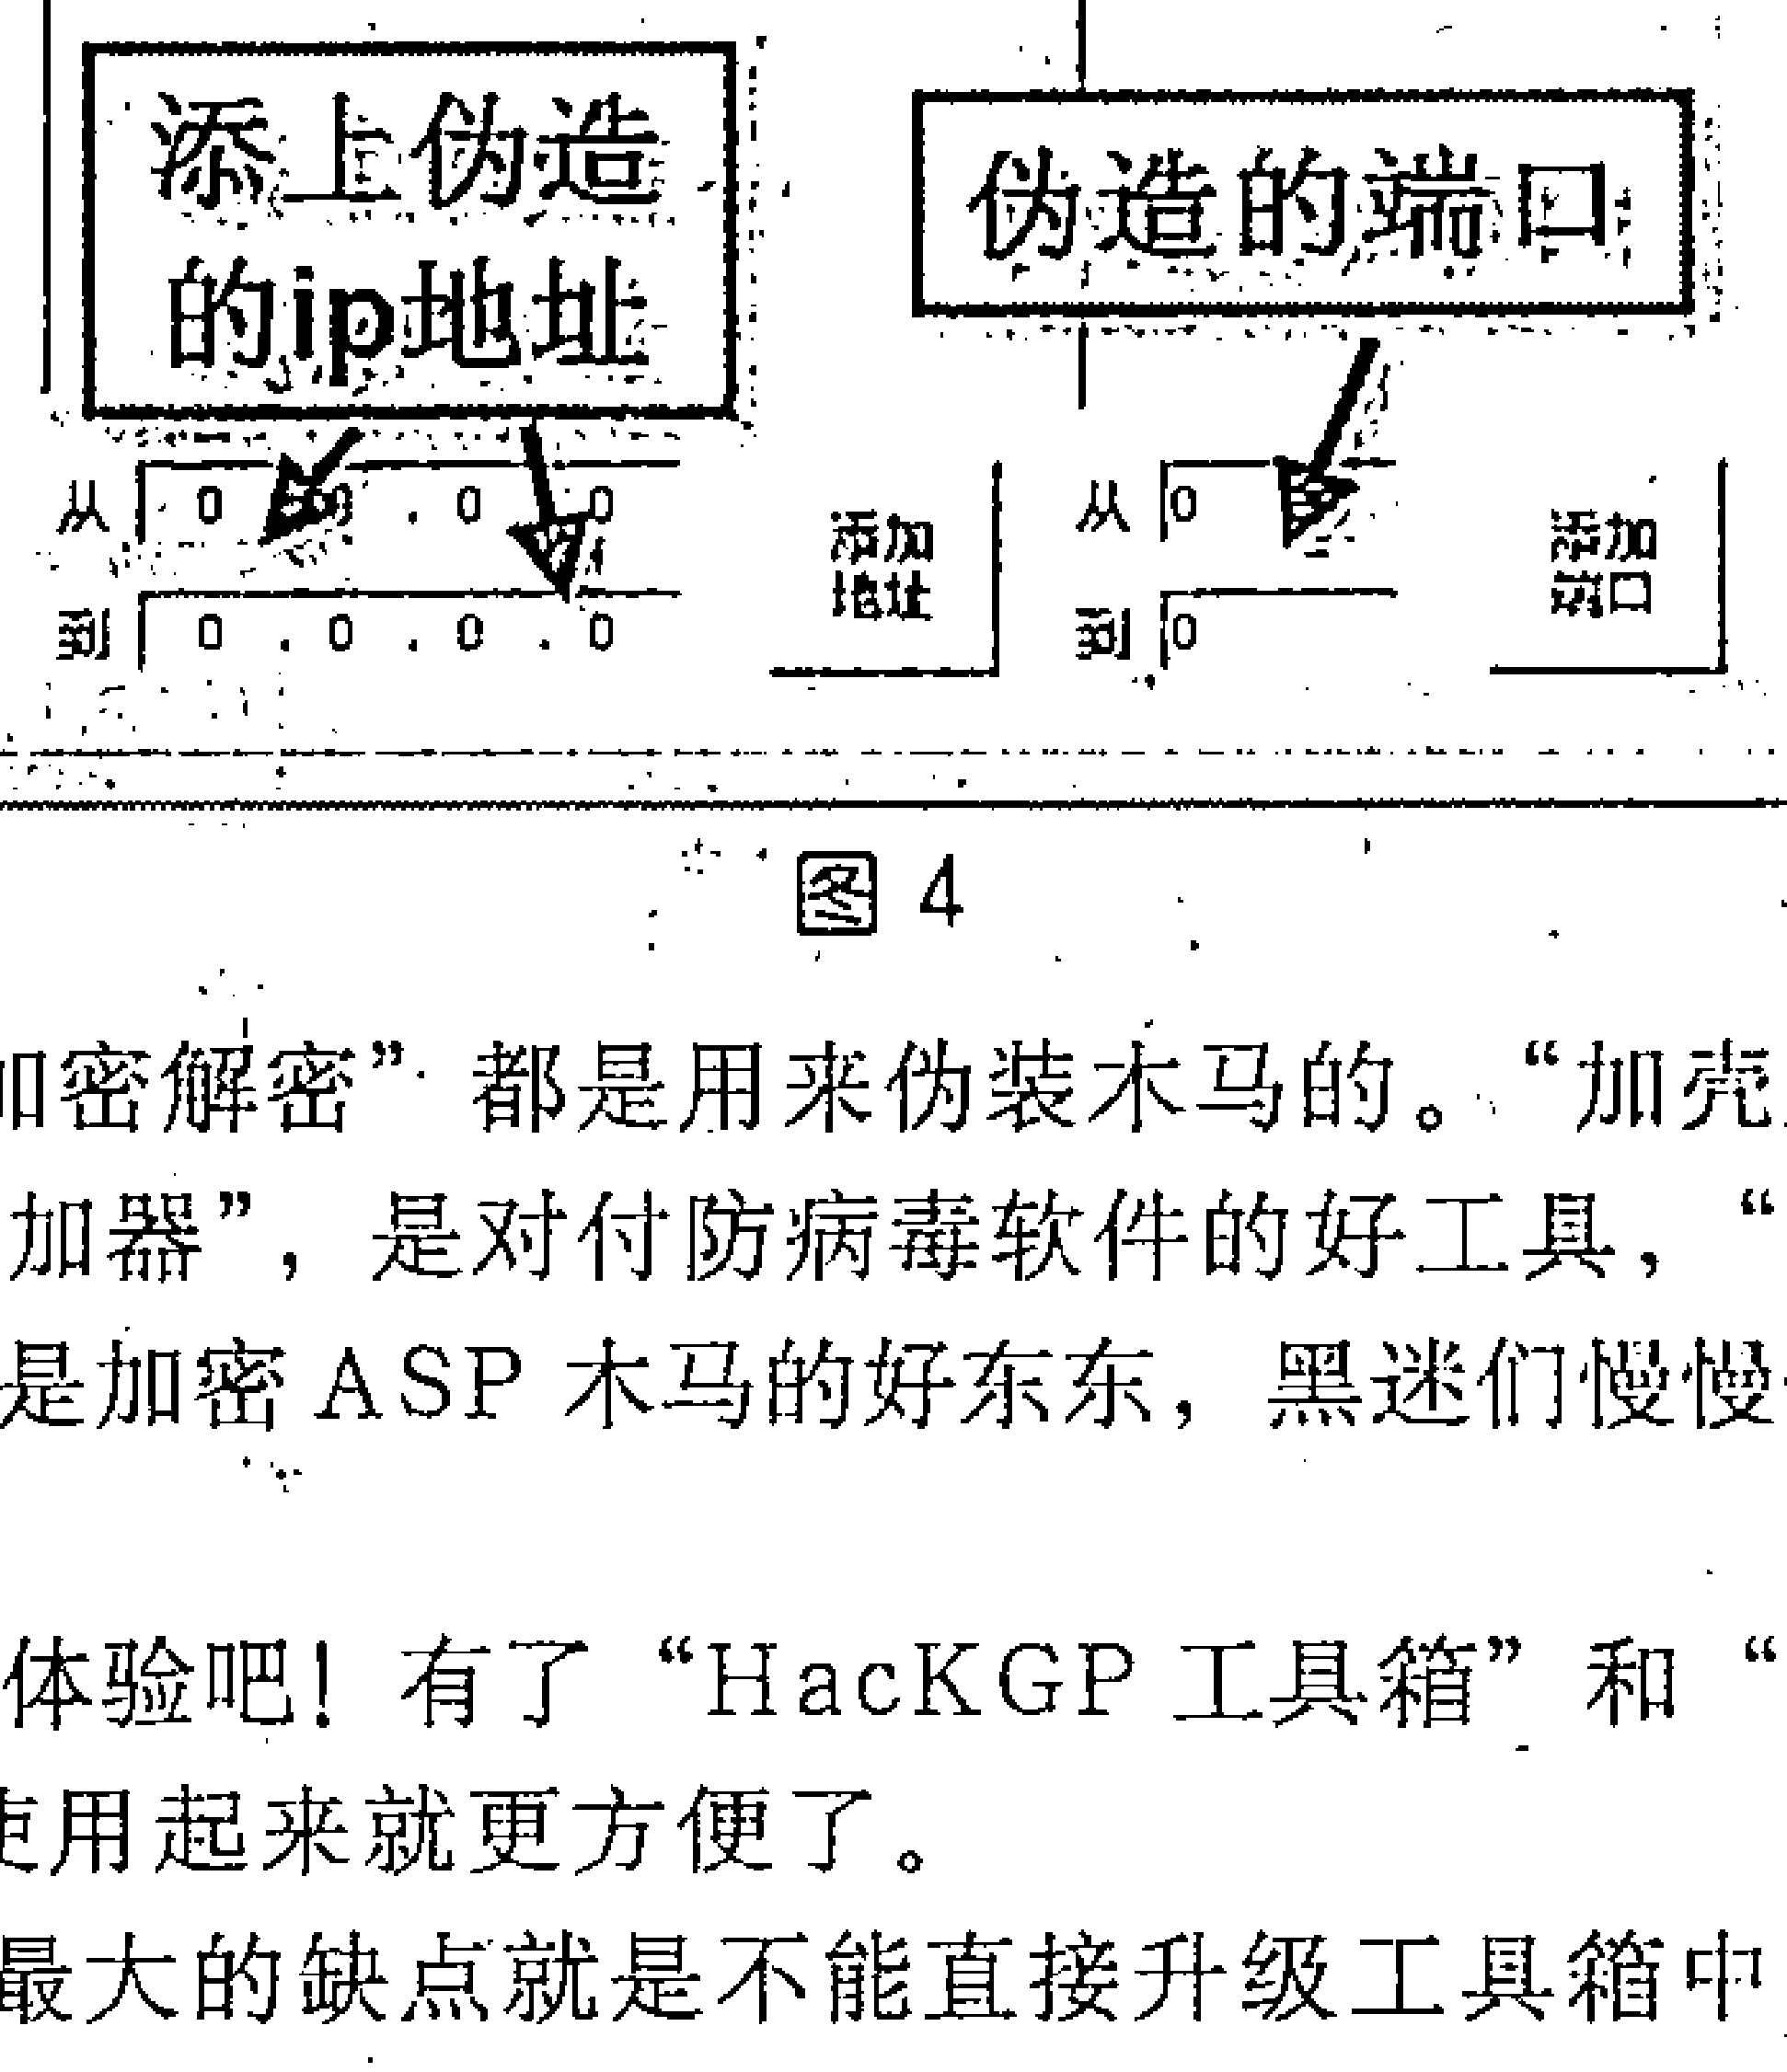 添上伪造
的ip地址
伪造的端口
从 0 . 0 . 0 . 0 添加地址 从 0 添加端口
到 0 . 0 . 0 . 0 到 0
图 4
加密解密” 都是用来伪装木马的。“加壳
加器”，是对付防病毒软件的好工具，“
是加密 ASP 木马的好东东，黑迷们慢慢
体验吧！有了 “HacKGP 工具箱” 和 “
使用起来就更方便了。
最大的缺点就是不能直接升级工具箱中